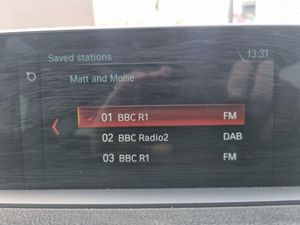 Saved stations 13:31
Matt and Mollie
01 BBC R1 FM
02 BBC Radio2 DAB
03 BBC R1 FM